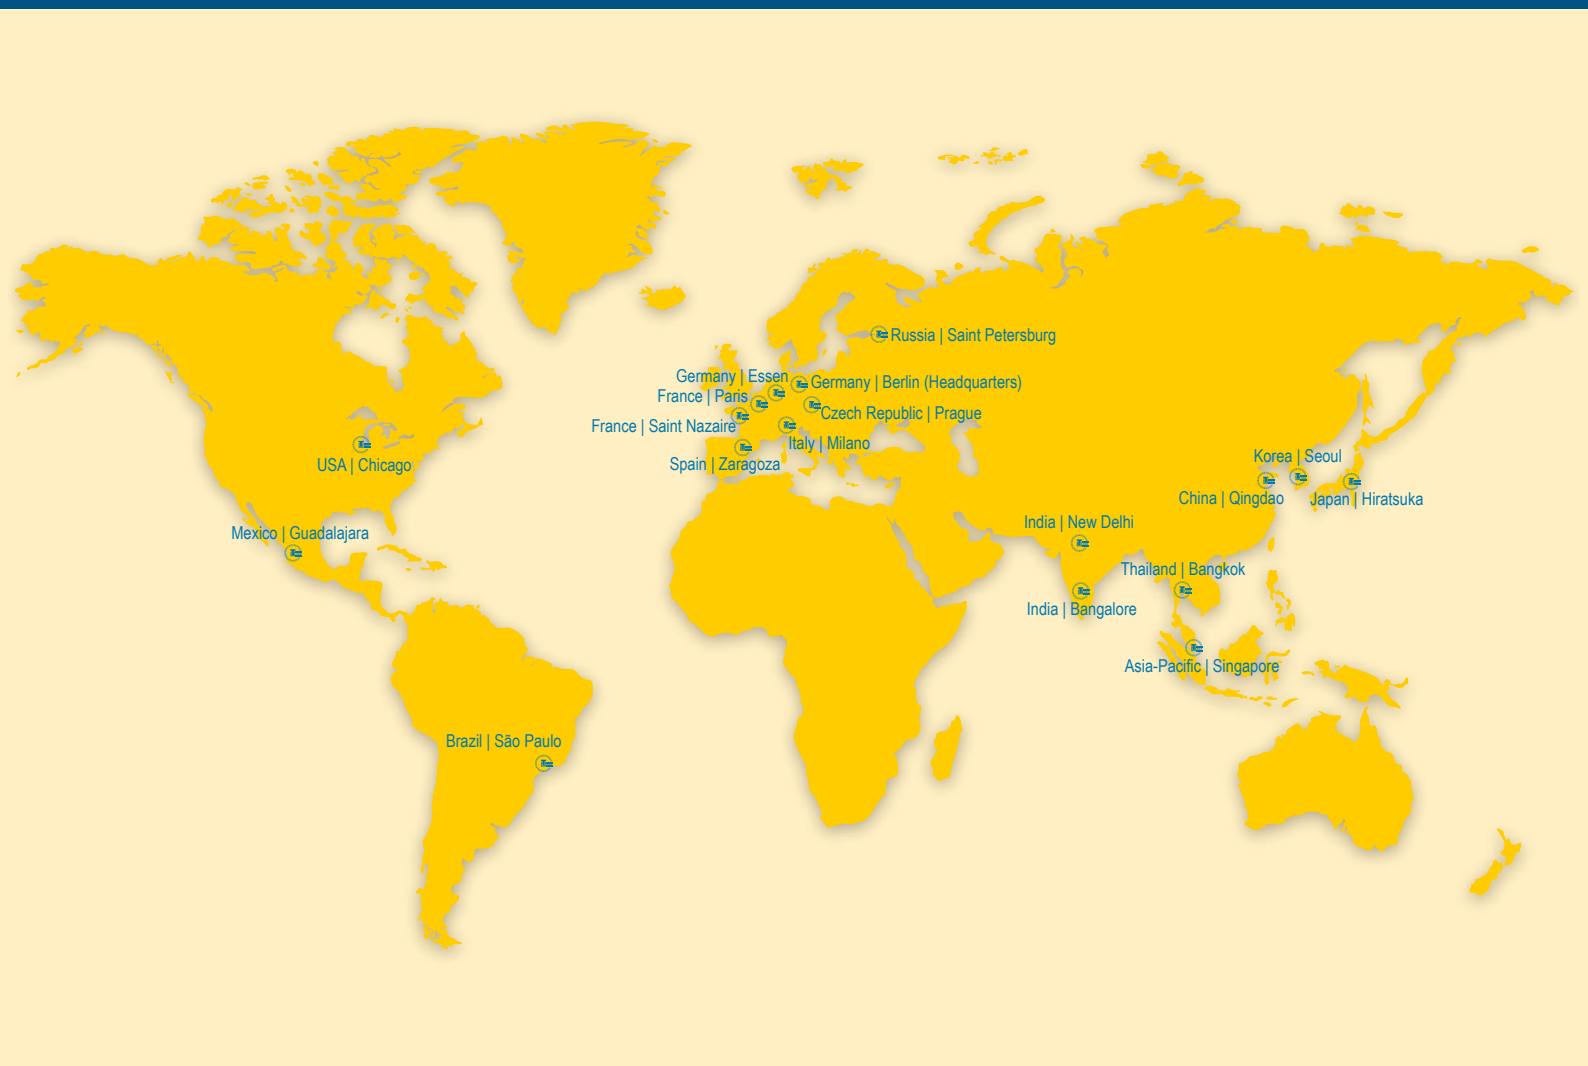 Russia | Saint Petersburg
Germany | Essen
Germany | Berlin (Headquarters)
France | Paris
Czech Republic | Prague
France | Saint Nazaire
Italy | Milano
USA | Chicago
Spain | Zaragoza
Korea | Seoul
China | Qingdao
Japan | Hiratsuka
India | New Delhi
Mexico | Guadalajara
Thailand | Bangkok
India | Bangalore
Asia-Pacific | Singapore
Brazil | São Paulo